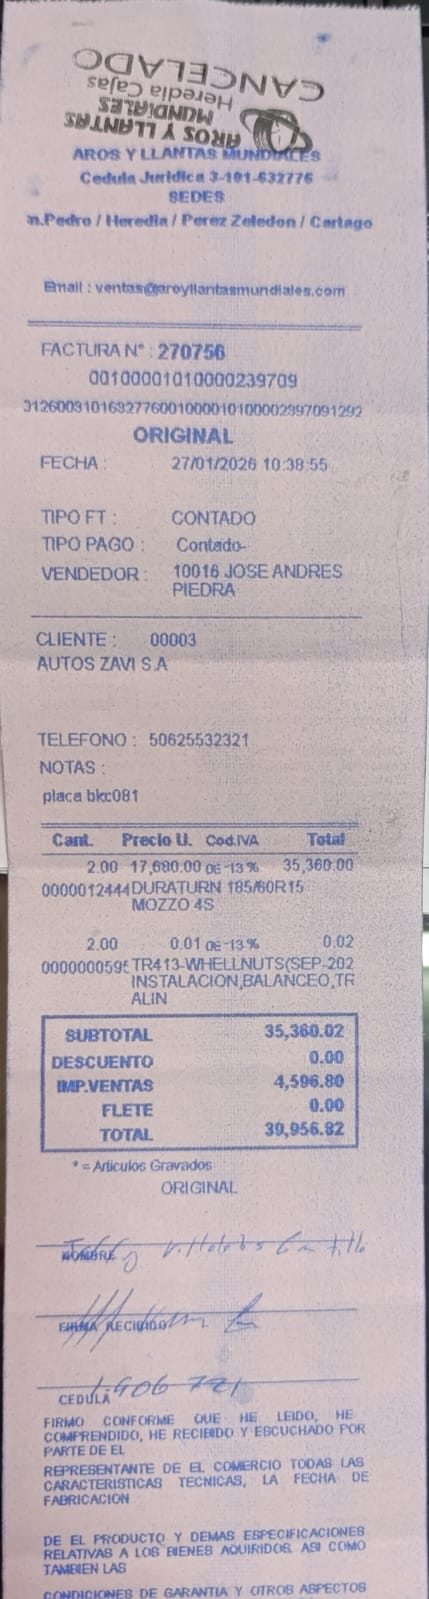 CANCELADO
Heredia Cajas
MUNDIALES
AROS Y LLANTAS
AROS Y LLANTAS MUNDIALES
Cedula Juridica 3-101-632776
SEDES
n.Pedro / Heredia / Perez Zeledon / Cartago
Email : ventas@aroyllantasmundiales.com
FACTURA N° : 270756
00100001010000239709
ORIGINAL
FECHA : 27/01/2026 10:38:55
TIPO FT : CONTADO
TIPO PAGO : Contado-
VENDEDOR : 10016 JOSE ANDRES
PIEDRA
CLIENTE : 00003
AUTOS ZAVI S.A
TELEFONO : 50625532321
NOTAS :
placa bkc081
Cant. Precio U. Cod.IVA Total
2.00 17,680.00 06 -13 % 35,360.00
0000012444 DURATURN 185/60R15
MOZZO 4S
2.00 0.01 06 -13 % 0.02
000000059 TR413-WHELLNUTS(SEP-202
INSTALACION,BALANCEO,TR
ALIN
SUBTOTAL 35,360.02
DESCUENTO 0.00
IMP.VENTAS 4,596.80
FLETE 0.00
TOTAL 39,956.82
* = Articulos Gravados
ORIGINAL
NOMBRE
FIRMA RECIBIDO
CEDULA
FIRMO CONFORME QUE HE LEIDO, HE
COMPRENDIDO, HE RECIBIDO Y ESCUCHADO POR
PARTE DE EL
REPRESENTANTE DE EL COMERCIO TODAS LAS
CARACTERISTICAS TECNICAS, LA FECHA DE
FABRICACION
DE EL PRODUCTO Y DEMAS ESPECIFICACIONES
RELATIVAS A LOS BIENES AQUIRIDOS. ASI COMO
TAMBIEN LAS
CONDICIONES DE GARANTIA Y OTROS ASPECTOS